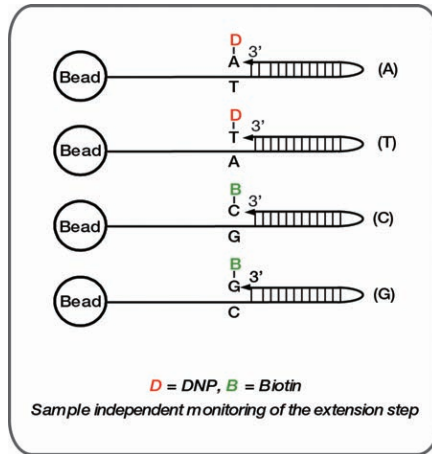 D
A 3’
Bead (A)
T
D
T 3’
Bead (T)
A
B
C 3’
Bead (C)
G
B
G 3’
Bead (G)
C
D = DNP, B = Biotin
Sample independent monitoring of the extension step